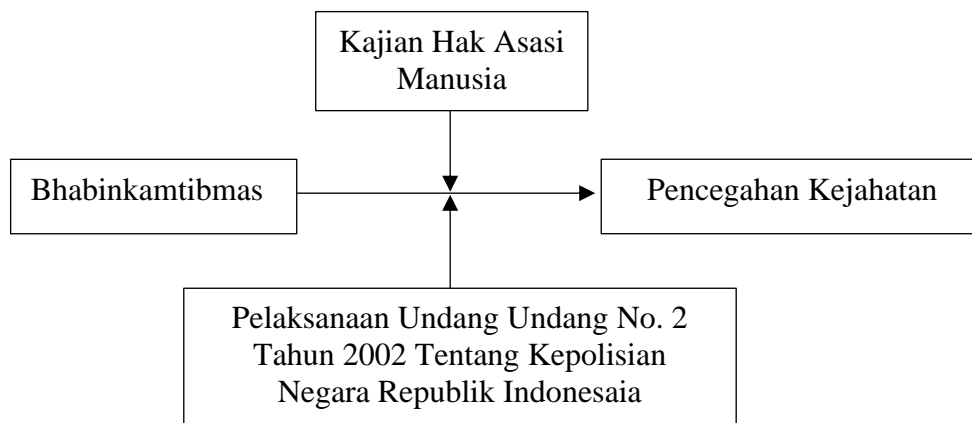 Kajian Hak Asasi
Manusia
Bhabinkamtibmas
Pencegahan Kejahatan
Pelaksanaan Undang Undang No. 2
Tahun 2002 Tentang Kepolisian
Negara Republik Indonesaia